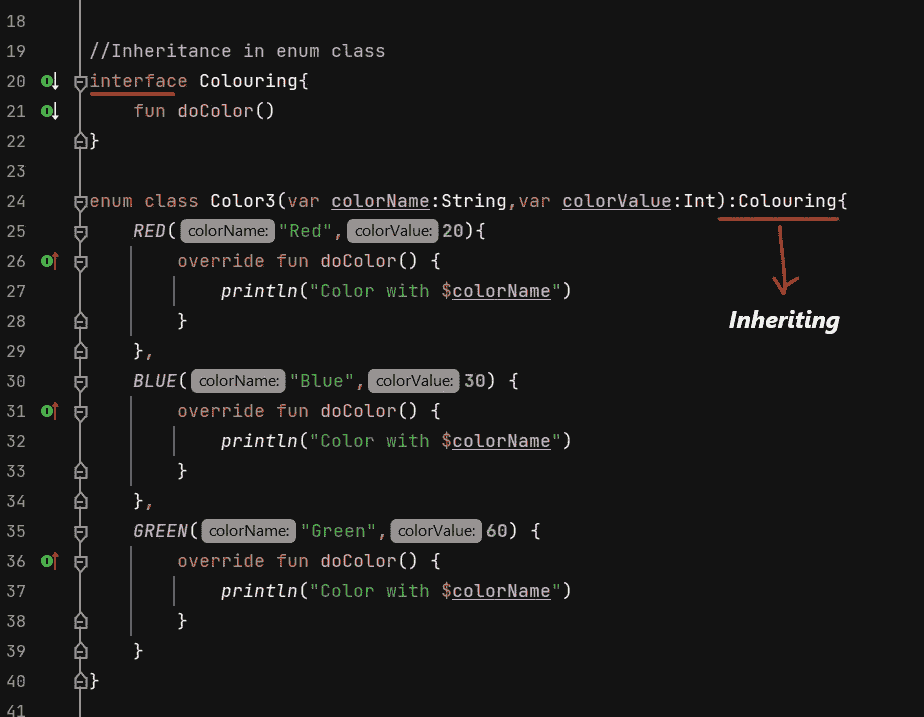 18
19 //Inheritance in enum class
20 interface Colouring{
21 fun doColor()
22 }
23
24 enum class Color3(var colorName:String,var colorValue:Int):Colouring{
25 RED( colorName: "Red", colorValue: 20){
26 override fun doColor() {
27 println("Color with $colorName")
28 }
Inheriting
29 },
30 BLUE( colorName: "Blue", colorValue: 30) {
31 override fun doColor() {
32 println("Color with $colorName")
33 }
34 },
35 GREEN( colorName: "Green", colorValue: 60) {
36 override fun doColor() {
37 println("Color with $colorName")
38 }
39 }
40 }
41